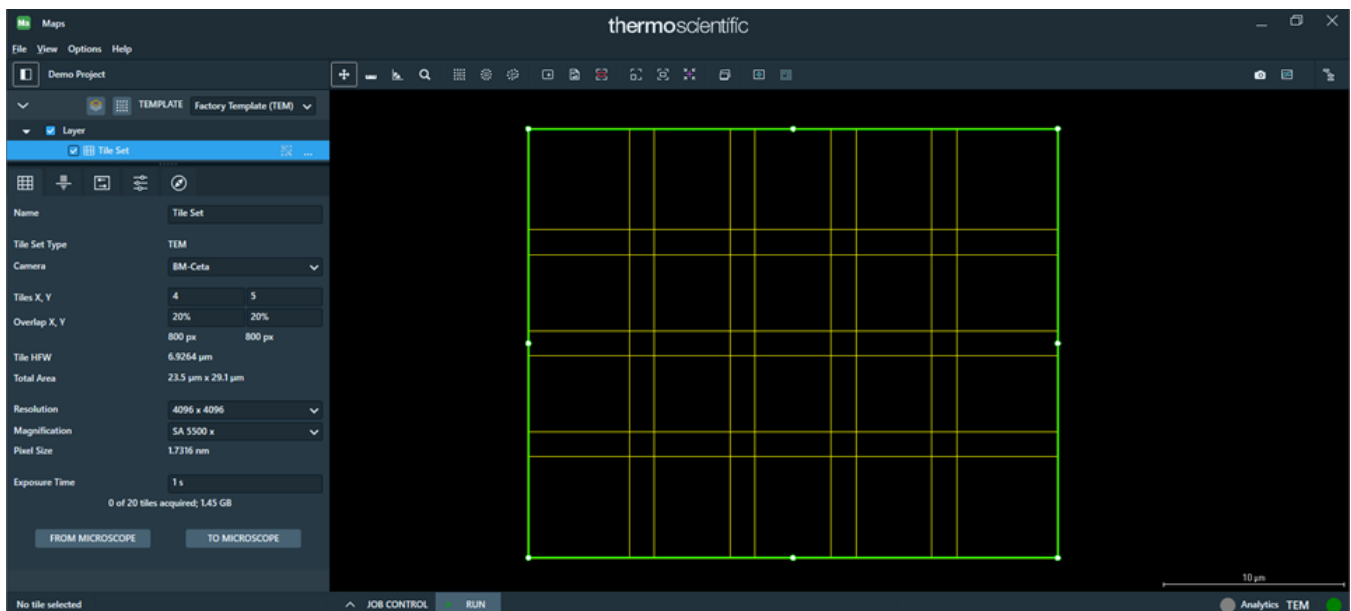 Mx Maps
thermoscientific
File View Options Help
Demo Project
TEMPLATE Factory Template (TEM)
Layer
Tile Set
...
Name Tile Set
Tile Set Type TEM
Camera BM-Ceta
Tiles X, Y 4 5
Overlap X, Y 20% 20%
800 px 800 px
Tile HFW 6.9264 μm
Total Area 23.5 μm x 29.1 μm
Resolution 4096 x 4096
Magnification SA 5500 x
Pixel Size 1.7316 nm
Exposure Time 1 s
0 of 20 tiles acquired; 1.45 GB
FROM MICROSCOPE TO MICROSCOPE
10 μm
No tile selected JOB CONTROL RUN Analytics TEM